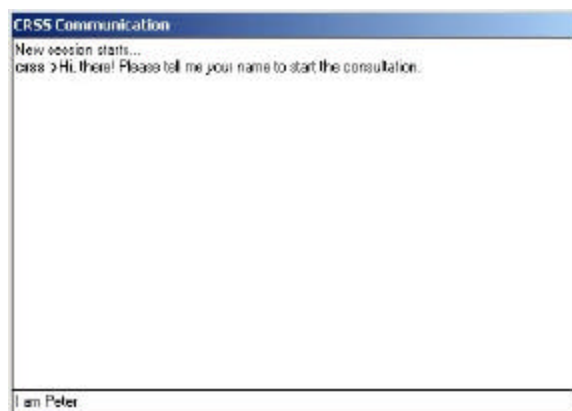 CRSS Communication
New session starts...
crss > Hi, there! Please tell me your name to start the consultation.
I am Peter